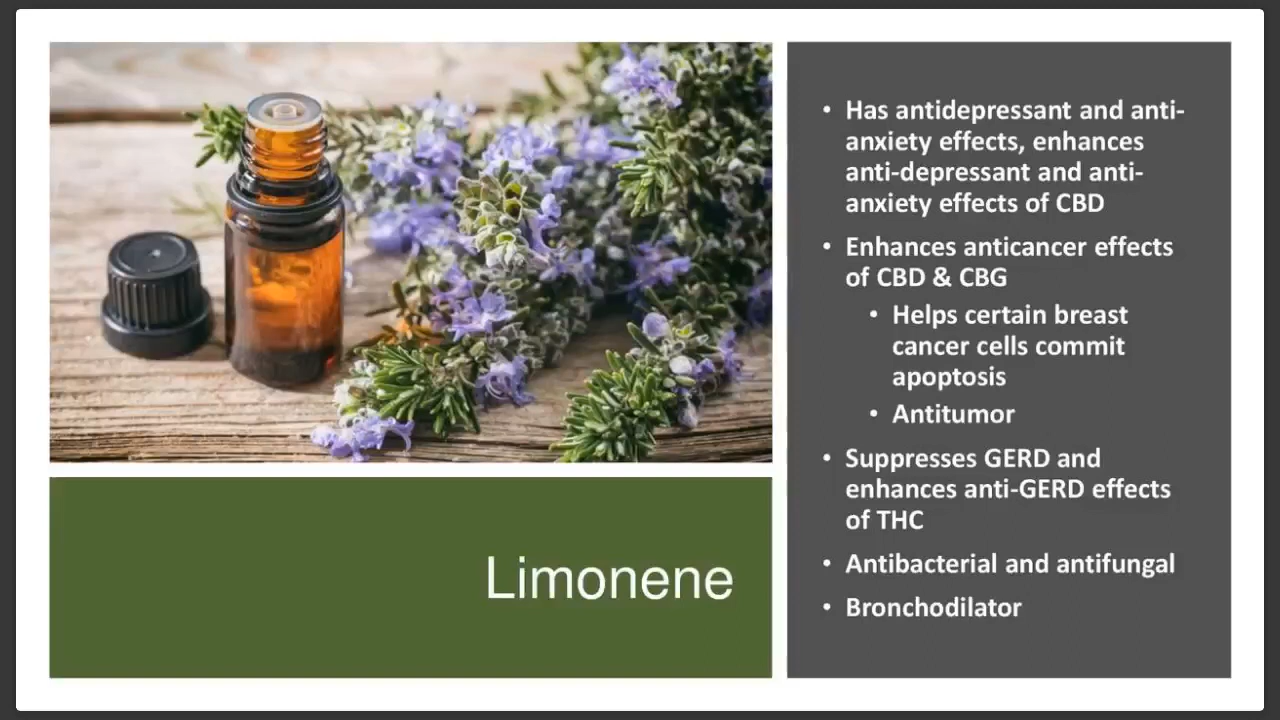 Limonene
• Has antidepressant and anti-
anxiety effects, enhances
anti-depressant and anti-
anxiety effects of CBD
• Enhances anticancer effects
of CBD & CBG
• Helps certain breast
cancer cells commit
apoptosis
• Antitumor
• Suppresses GERD and
enhances anti-GERD effects
of THC
• Antibacterial and antifungal
• Bronchodilator